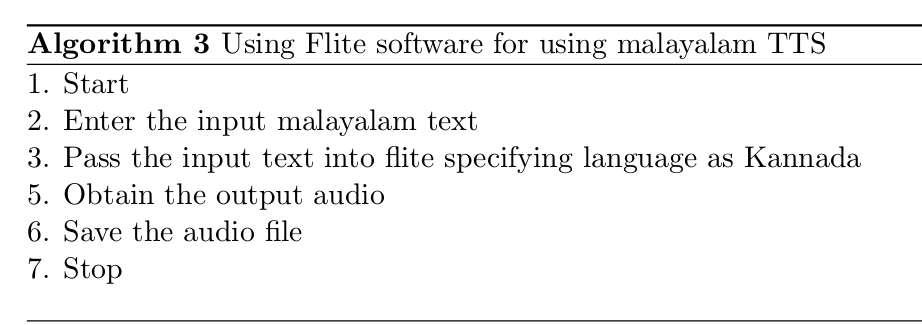 Algorithm 3 Using Flite software for using malayalam TTS
1. Start
2. Enter the input malayalam text
3. Pass the input text into flite specifying language as Kannada
5. Obtain the output audio
6. Save the audio file
7. Stop